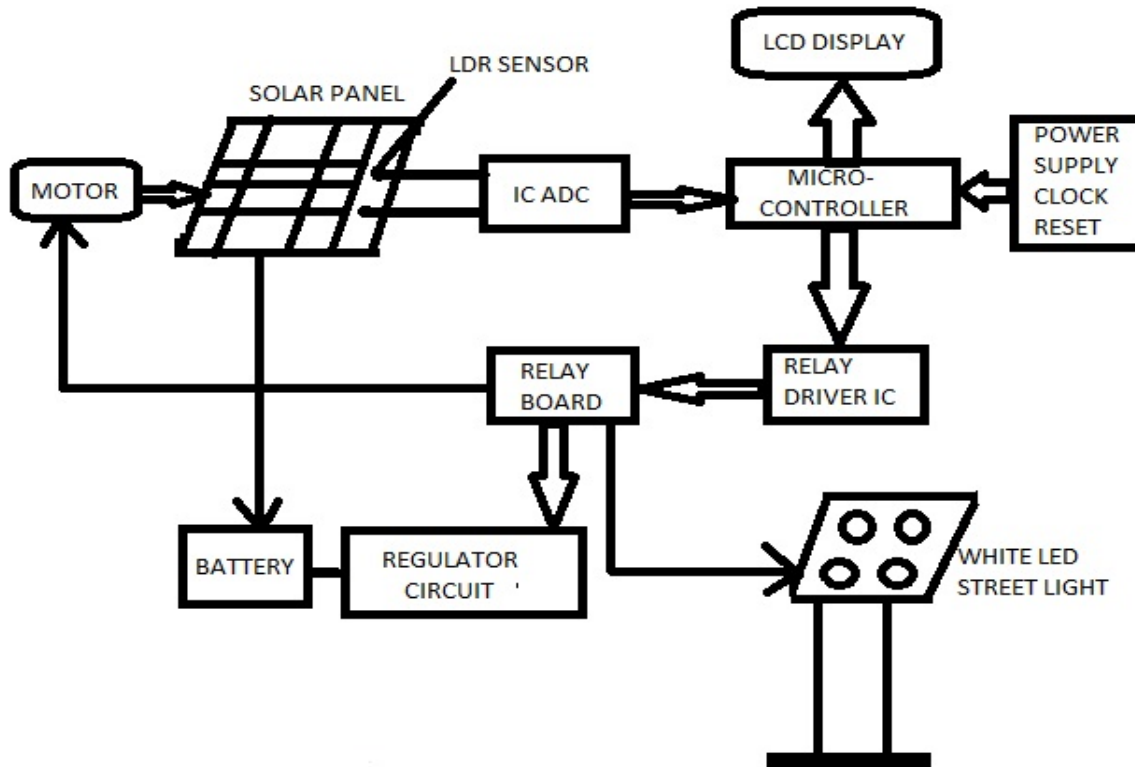 LCD DISPLAY
LDR SENSOR
SOLAR PANEL
POWER
SUPPLY
CLOCK
RESET
MOTOR
IC ADC
MICRO-
CONTROLLER
RELAY
BOARD
RELAY
DRIVER IC
BATTERY
REGULATOR
CIRCUIT '
WHITE LED
STREET LIGHT